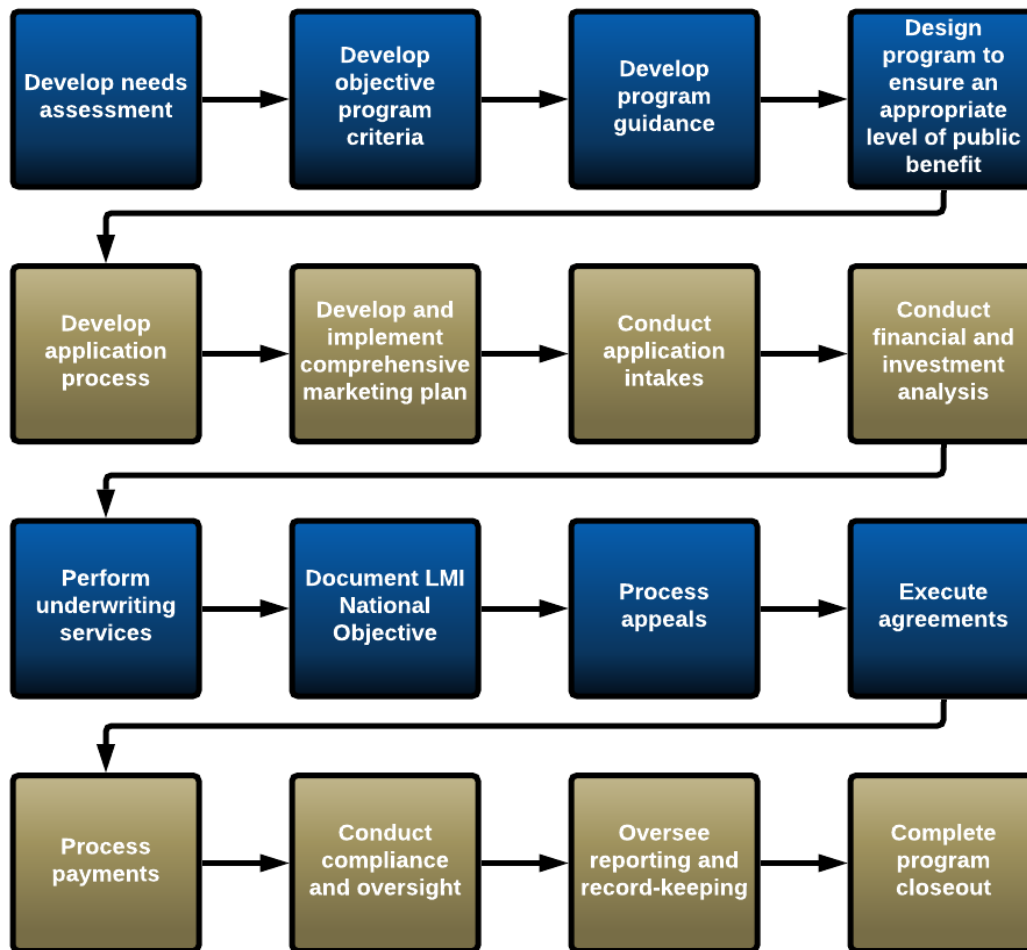 Develop needs
assessment
Develop
objective
program
criteria
Develop
program
guidance
Design
program to
ensure an
appropriate
level of public
benefit
Develop
application
process
Develop and
implement
comprehensive
marketing plan
Conduct
application
intakes
Conduct
financial and
investment
analysis
Perform
underwriting
services
Document LMI
National
Objective
Process
appeals
Execute
agreements
Process
payments
Conduct
compliance
and oversight
Oversee
reporting and
record-keeping
Complete
program
closeout